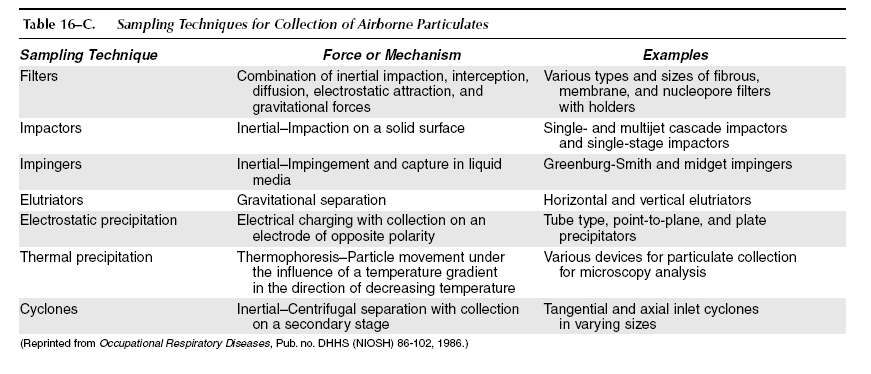 Table 16–C. Sampling Techniques for Collection of Airborne Particulates
Sampling Technique Force or Mechanism Examples
Filters Combination of inertial impaction, interception, Various types and sizes of fibrous,
diffusion, electrostatic attraction, and membrane, and nucleopore filters
gravitational forces with holders
Impactors Inertial–Impaction on a solid surface Single- and multijet cascade impactors
and single-stage impactors
Impingers Inertial–Impingement and capture in liquid Greenburg-Smith and midget impingers
media
Elutriators Gravitational separation Horizontal and vertical elutriators
Electrostatic precipitation Electrical charging with collection on an Tube type, point-to-plane, and plate
electrode of opposite polarity precipitators
Thermal precipitation Thermophoresis–Particle movement under Various devices for particulate collection
the influence of a temperature gradient for microscopy analysis
in the direction of decreasing temperature
Cyclones Inertial–Centrifugal separation with collection Tangential and axial inlet cyclones
on a secondary stage in varying sizes
(Reprinted from Occupational Respiratory Diseases, Pub. no. DHHS (NIOSH) 86-102, 1986.)